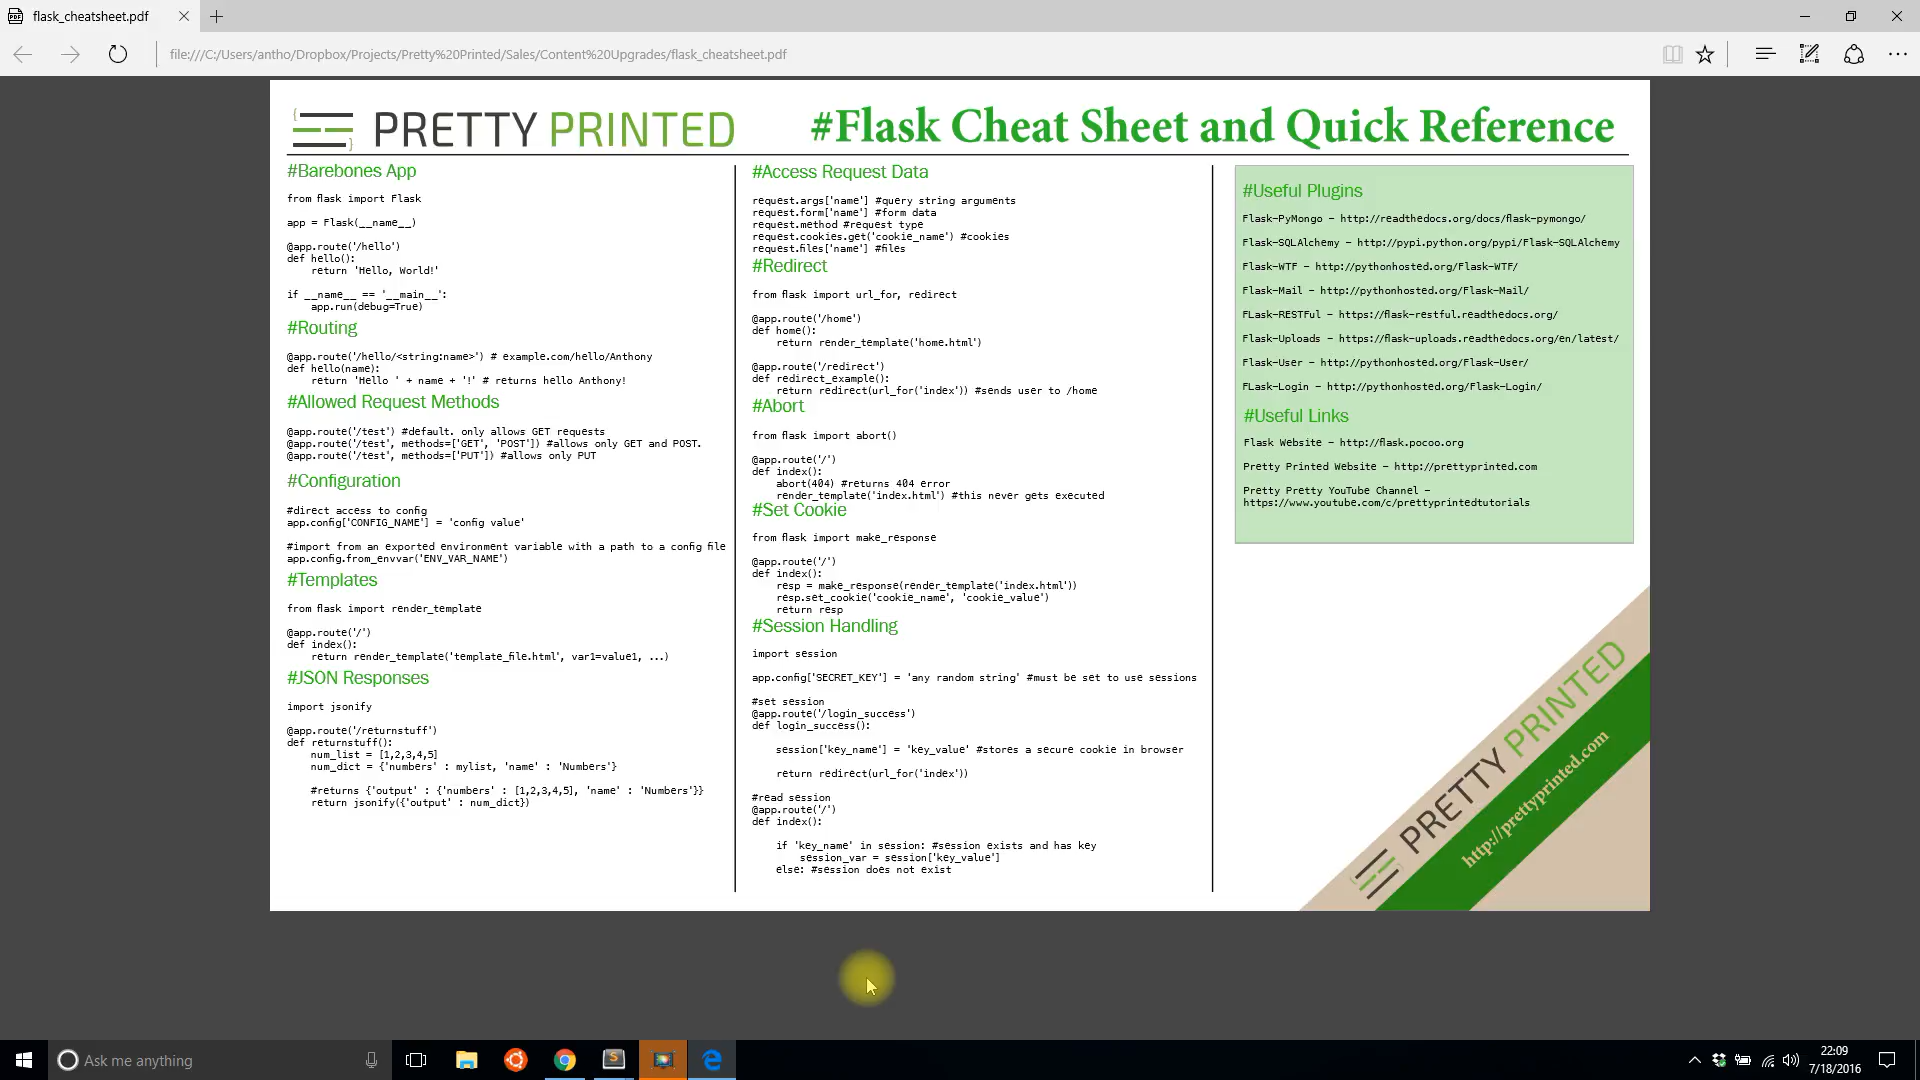 flask_cheatsheet.pdf
file:///C:/Users/antho/Dropbox/Projects/Pretty%20Printed/Sales/Content%20Upgrades/flask_cheatsheet.pdf
PRETTY PRINTED
#Flask Cheat Sheet and Quick Reference
#Barebones App
from flask import Flask
app = Flask(__name__)
@app.route('/hello')
def hello():
    return 'Hello, World!'
if __name__ == '__main__':
    app.run(debug=True)
#Routing
@app.route('/hello/<string:name>') # example.com/hello/Anthony
def hello(name):
    return 'Hello ' + name + '!' # returns hello Anthony!
#Allowed Request Methods
@app.route('/test') #default. only allows GET requests
@app.route('/test', methods=['GET', 'POST']) #allows only GET and POST.
@app.route('/test', methods=['PUT']) #allows only PUT
#Configuration
#direct access to config
app.config['CONFIG_NAME'] = 'config value'
#import from an exported environment variable with a path to a config file
app.config.from_envvar('ENV_VAR_NAME')
#Templates
from flask import render_template
@app.route('/')
def index():
    return render_template('template_file.html', var1=value1, ...)
#JSON Responses
import jsonify
@app.route('/returnstuff')
def returnstuff():
    num_list = [1,2,3,4,5]
    num_dict = {'numbers' : mylist, 'name' : 'Numbers'}
    #returns {'output' : {'numbers' : [1,2,3,4,5], 'name' : 'Numbers'}}
    return jsonify({'output' : num_dict})
#Access Request Data
request.args['name'] #query string arguments
request.form['name'] #form data
request.method #request type
request.cookies.get('cookie_name') #cookies
request.files['name'] #files
#Redirect
from flask import url_for, redirect
@app.route('/home')
def home():
    return render_template('home.html')
@app.route('/redirect')
def redirect_example():
    return redirect(url_for('index')) #sends user to /home
#Abort
from flask import abort()
@app.route('/')
def index():
    abort(404) #returns 404 error
    render_template('index.html') #this never gets executed
#Set Cookie
from flask import make_response
@app.route('/')
def index():
    resp = make_response(render_template('index.html'))
    resp.set_cookie('cookie_name', 'cookie_value')
    return resp
#Session Handling
import session
app.config['SECRET_KEY'] = 'any random string' #must be set to use sessions
#set session
@app.route('/login_success')
def login_success():
    session['key_name'] = 'key_value' #stores a secure cookie in browser
    return redirect(url_for('index'))
#read session
@app.route('/')
def index():
    if 'key_name' in session: #session exists and has key
        session_var = session['key_value']
    else: #session does not exist
#Useful Plugins
Flask-PyMongo - http://readthedocs.org/docs/flask-pymongo/
Flask-SQLAlchemy - http://pypi.python.org/pypi/Flask-SQLAlchemy
Flask-WTF - http://pythonhosted.org/Flask-WTF/
Flask-Mail - http://pythonhosted.org/Flask-Mail/
FLask-RESTFul - https://flask-restful.readthedocs.org/
Flask-Uploads - https://flask-uploads.readthedocs.org/en/latest/
Flask-User - http://pythonhosted.org/Flask-User/
FLask-Login - http://pythonhosted.org/Flask-Login/
#Useful Links
Flask Website - http://flask.pocoo.org
Pretty Printed Website - http://prettyprinted.com
Pretty Pretty YouTube Channel -
https://www.youtube.com/c/prettyprintedtutorials
PRETTY PRINTED
http://prettyprinted.com
Ask me anything
22:09
7/18/2016